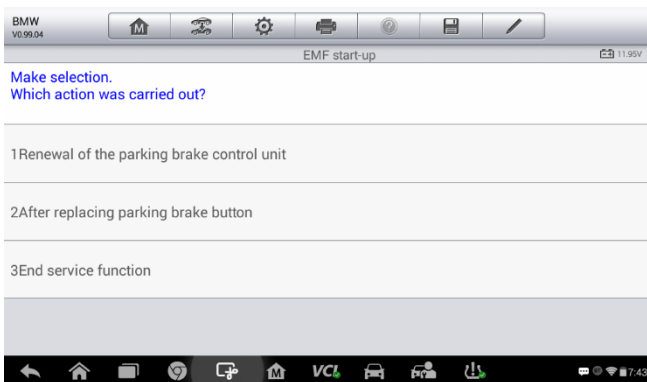 BMW
V0.99.04
M
?
EMF start-up
11.95V
Make selection.
Which action was carried out?
1Renewal of the parking brake control unit
2After replacing parking brake button
3End service function
M
VCI
7:43